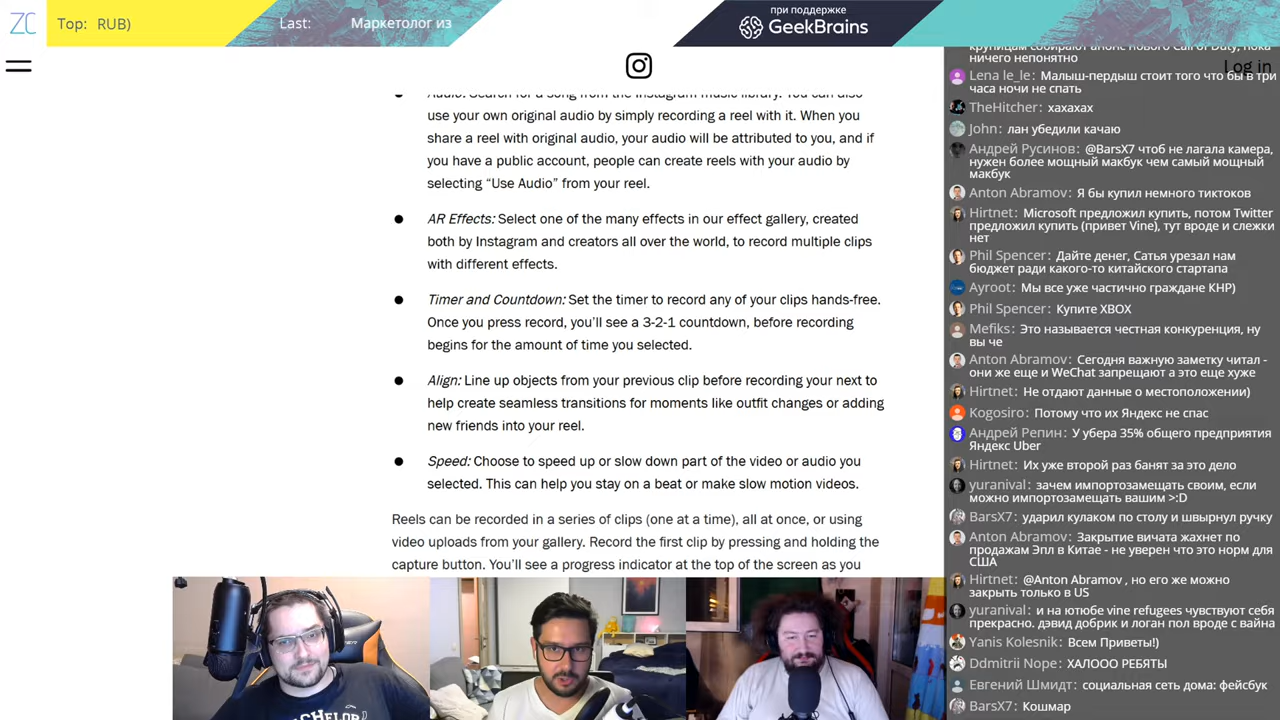 ZC
Top: RUB)
Last: Маркетолог из
при поддержке
GeekBrains
Log in
Audio: Search for a song from the Instagram music library. You can also
use your own original audio by simply recording a reel with it. When you
share a reel with original audio, your audio will be attributed to you, and if
you have a public account, people can create reels with your audio by
selecting “Use Audio” from your reel.
● AR Effects: Select one of the many effects in our effect gallery, created
both by Instagram and creators all over the world, to record multiple clips
with different effects.
● Timer and Countdown: Set the timer to record any of your clips hands-free.
Once you press record, you’ll see a 3-2-1 countdown, before recording
begins for the amount of time you selected.
● Align: Line up objects from your previous clip before recording your next to
help create seamless transitions for moments like outfit changes or adding
new friends into your reel.
● Speed: Choose to speed up or slow down part of the video or audio you
selected. This can help you stay on a beat or make slow motion videos.
Reels can be recorded in a series of clips (one at a time), all at once, or using
video uploads from your gallery. Record the first clip by pressing and holding the
capture button. You’ll see a progress indicator at the top of the screen as you
BACHELOR
крупицам собирают анонс нового Call of Duty, пока
ничего непонятно
Lena le_le: Малыш-пердыш стоит того что бы в три
часа ночи не спать
TheHitcher: хахахах
John: лан убедили качаю
Андрей Русинов: @BarsX7 чтоб не лагала камера,
нужен более мощный макбук чем самый мощный
макбук
Anton Abramov: Я бы купил немного тиктоков
Hirtnet: Microsoft предложил купить, потом Twitter
предложил купить (привет Vine), тут вроде и слежки
нет
Phil Spencer: Дайте денег, Сатья урезал нам
бюджет ради какого-то китайского стартапа
Ayroot: Мы все уже частично граждане КНР)
Phil Spencer: Купите XBOX
Mefiks: Это называется честная конкуренция, ну
вы че
Anton Abramov: Сегодня важную заметку читал -
они же еще и WeChat запрещают а это еще хуже
Hirtnet: Не отдают данные о местоположении)
Kogosiro: Потому что их Яндекс не спас
Андрей Репин: У убера 35% общего предприятия
Яндекс Uber
Hirtnet: Их уже второй раз банят за это дело
yuranival: зачем импортозамещать своим, если
можно импортозамещать вашим >:D
BarsX7: ударил кулаком по столу и швырнул ручку
Anton Abramov: Закрытие вичата жахнет по
продажам Эпл в Китае - не уверен что это норм для
США
Hirtnet: @Anton Abramov , но его же можно
закрыть только в US
yuranival: и на ютюбе vine refugees чувствуют себя
прекрасно. дэвид добрик и логан пол вроде с вайна
Yanis Kolesnik: Всем Приветы!)
Ddmitrii Nope: ХАЛООО РЕБЯТЫ
Евгений Шмидт: социальная сеть дома: фейсбук
BarsX7: Кошмар